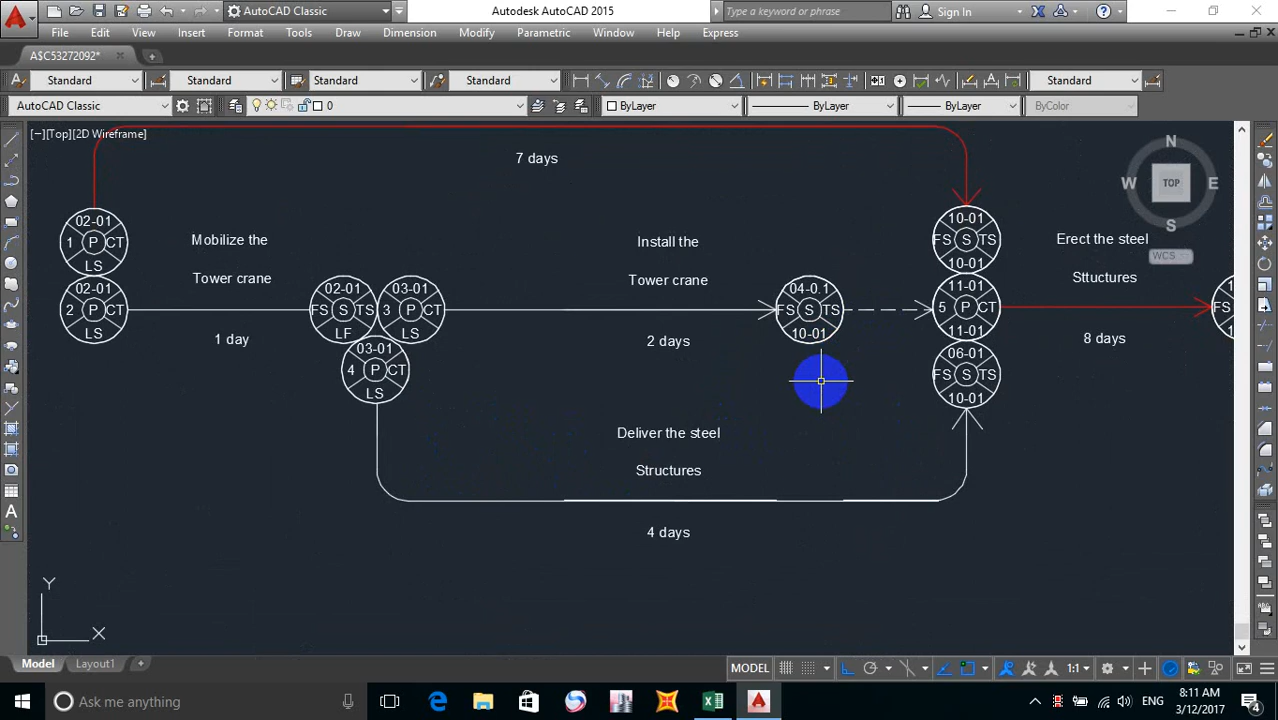 AutoCAD Classic
Autodesk AutoCAD 2015
Type a keyword or phrase
Sign In
File Edit View Insert Format Tools Draw Dimension Modify Parametric Window Help Express
A$C53272092*
Standard Standard Standard Standard Standard
AutoCAD Classic 0 ByLayer ByLayer ByLayer ByColor
[−][Top][2D Wireframe]
N
W TOP E
S
WCS
7 days
02-01
1 P CT
LS
02-01
2 P CT
LS
Mobilize the
Tower crane
1 day
02-01
FS S TS
LF
03-01
3 P CT
LS
03-01
4 P CT
LS
Install the
Tower crane
2 days
04-0.1
FS S TS
10-01
Deliver the steel
Structures
4 days
10-01
FS S TS
10-01
11-01
5 P CT
11-01
06-01
FS S TS
10-01
Erect the steel
Sttuctures
8 days
FS
Y
X
Model Layout1
MODEL 1:1
Ask me anything
ENG
8:11 AM
3/12/2017
4